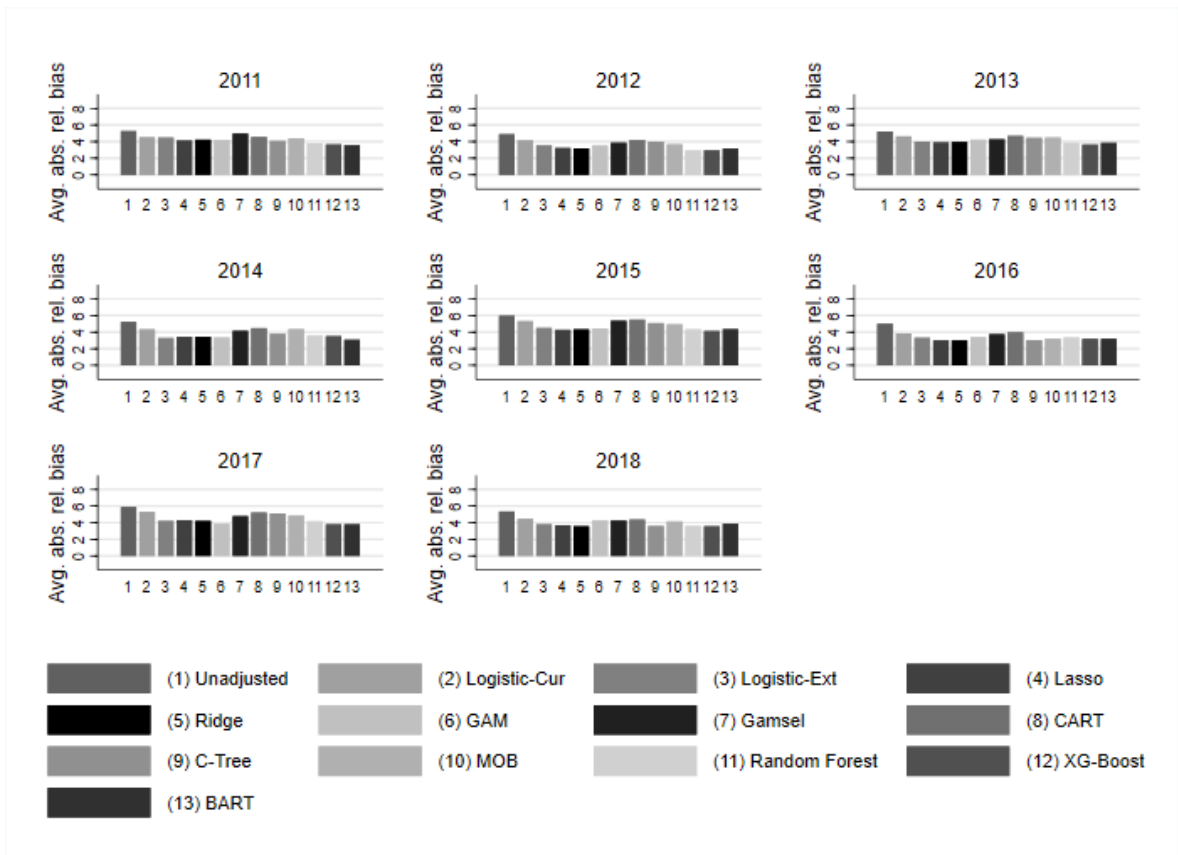 2011
2012
2013
Avg. abs. rel. bias
0 2 4 6 8
1 2 3 4 5 6 7 8 9 10 11 12 13
Avg. abs. rel. bias
0 2 4 6 8
1 2 3 4 5 6 7 8 9 10 11 12 13
Avg. abs. rel. bias
0 2 4 6 8
1 2 3 4 5 6 7 8 9 10 11 12 13
2014
2015
2016
Avg. abs. rel. bias
0 2 4 6 8
1 2 3 4 5 6 7 8 9 10 11 12 13
Avg. abs. rel. bias
0 2 4 6 8
1 2 3 4 5 6 7 8 9 10 11 12 13
Avg. abs. rel. bias
0 2 4 6 8
1 2 3 4 5 6 7 8 9 10 11 12 13
2017
2018
Avg. abs. rel. bias
0 2 4 6 8
1 2 3 4 5 6 7 8 9 10 11 12 13
Avg. abs. rel. bias
0 2 4 6 8
1 2 3 4 5 6 7 8 9 10 11 12 13
(1) Unadjusted
(2) Logistic-Cur
(3) Logistic-Ext
(4) Lasso
(5) Ridge
(6) GAM
(7) Gamsel
(8) CART
(9) C-Tree
(10) MOB
(11) Random Forest
(12) XG-Boost
(13) BART